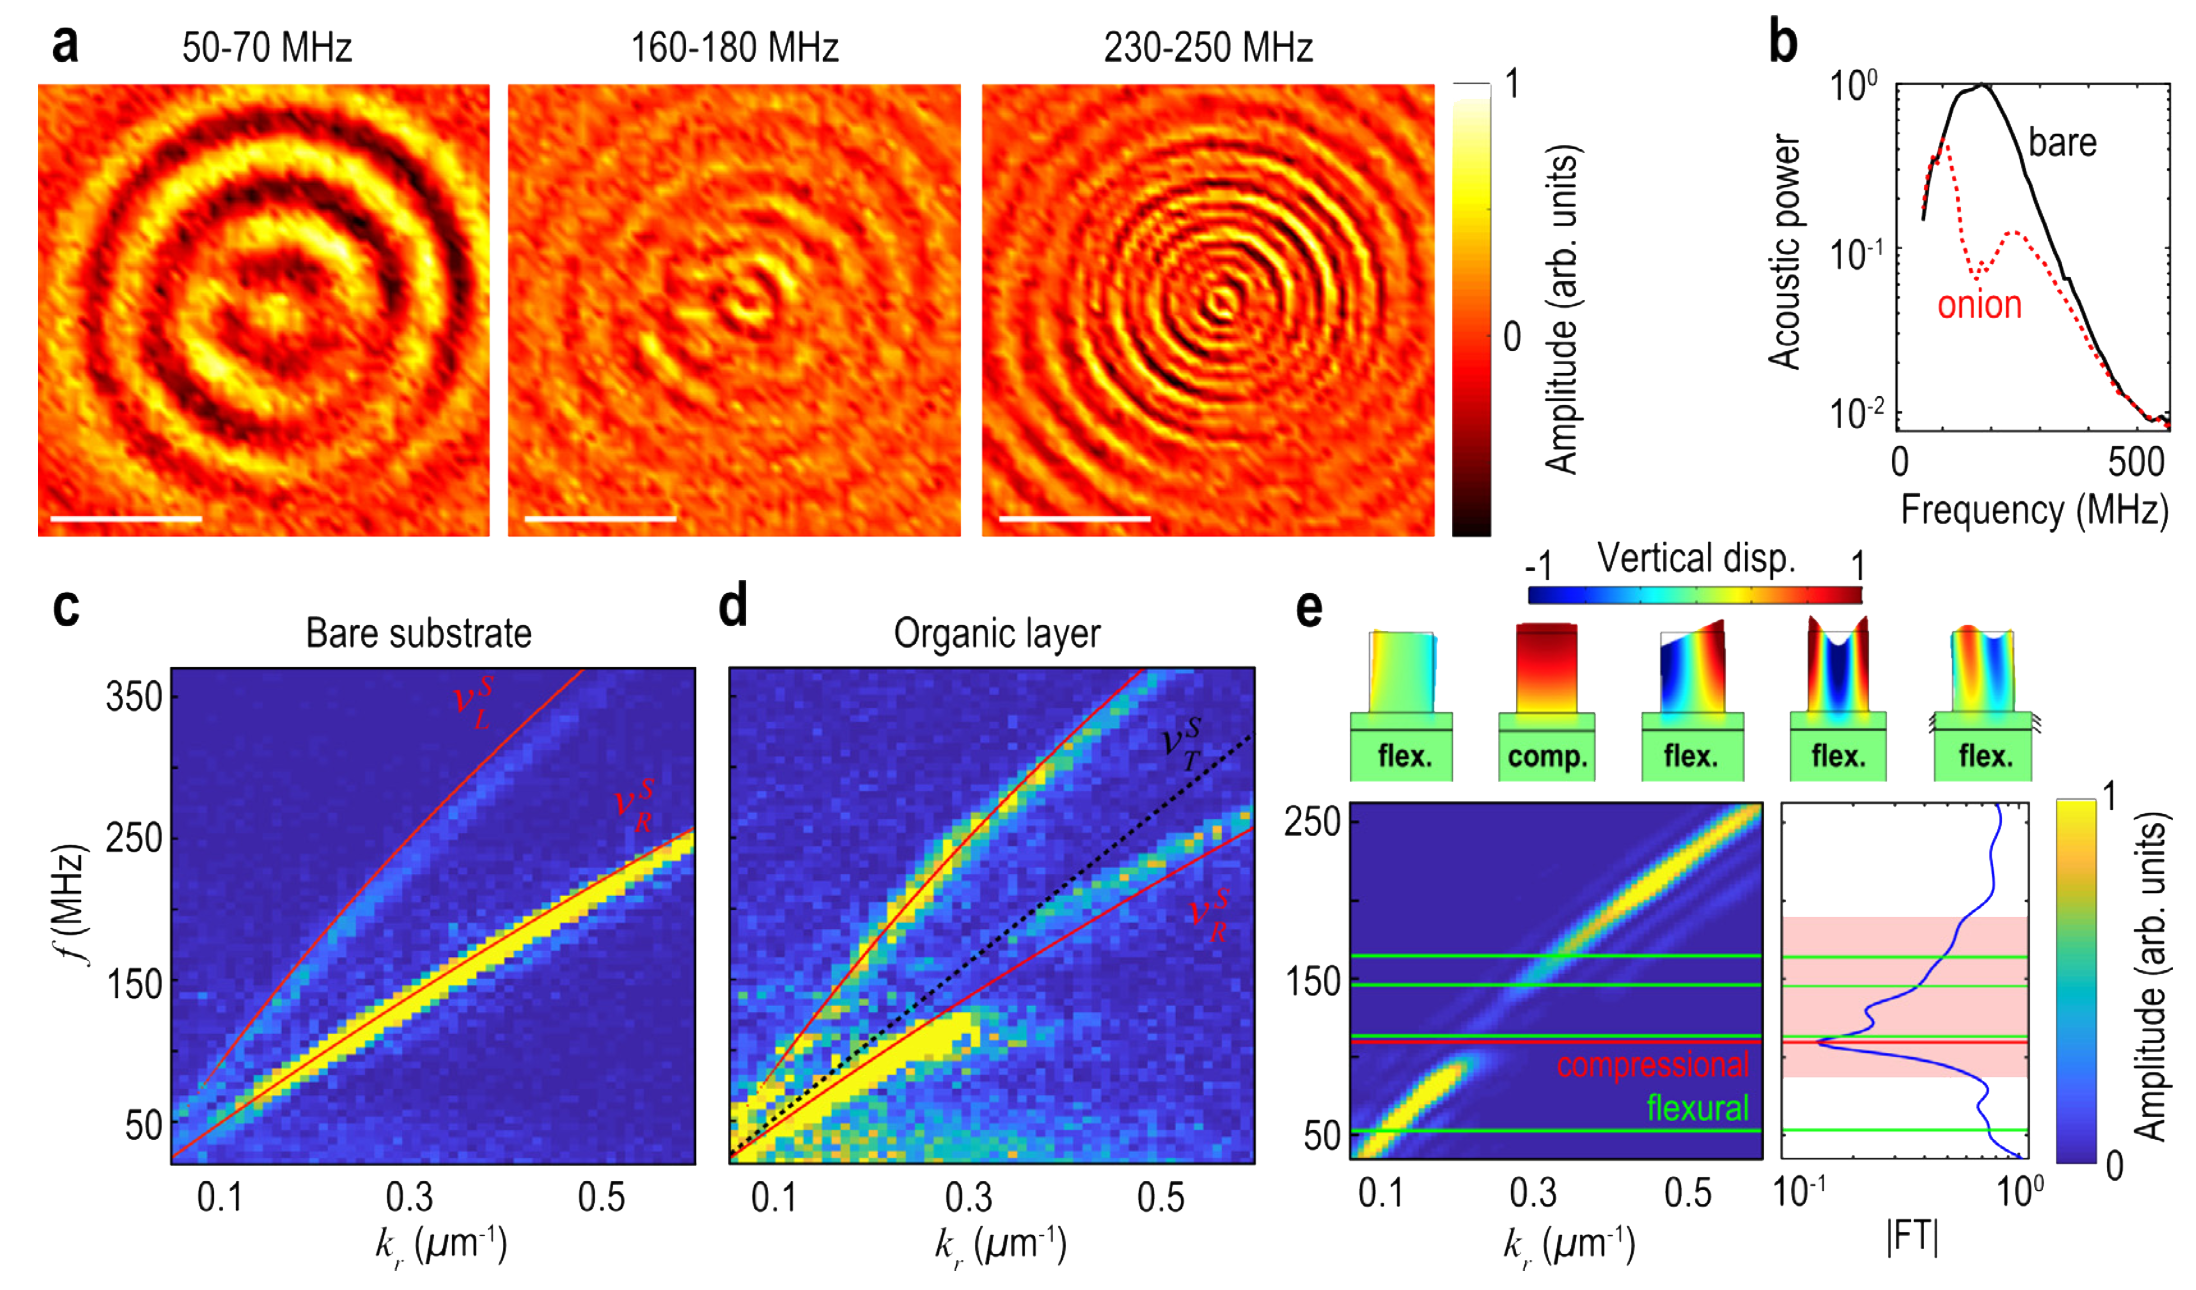 a
50-70 MHz
160-180 MHz
230-250 MHz
1
0
Amplitude (arb. units)
b
10⁰
10⁻¹
10⁻²
Acoustic power
bare
onion
0
500
Frequency (MHz)
c
Bare substrate
350
250
150
50
f (MHz)
ν_L^S
ν_R^S
0.1
0.3
0.5
k_r (μm⁻¹)
d
Organic layer
ν_T^S
ν_R^S
0.1
0.3
0.5
k_r (μm⁻¹)
e
Vertical disp.
-1
1
flex.
comp.
flex.
flex.
flex.
250
150
50
compressional
flexural
0.1
0.3
0.5
k_r (μm⁻¹)
10⁻¹
10⁰
|FT|
1
0
Amplitude (arb. units)